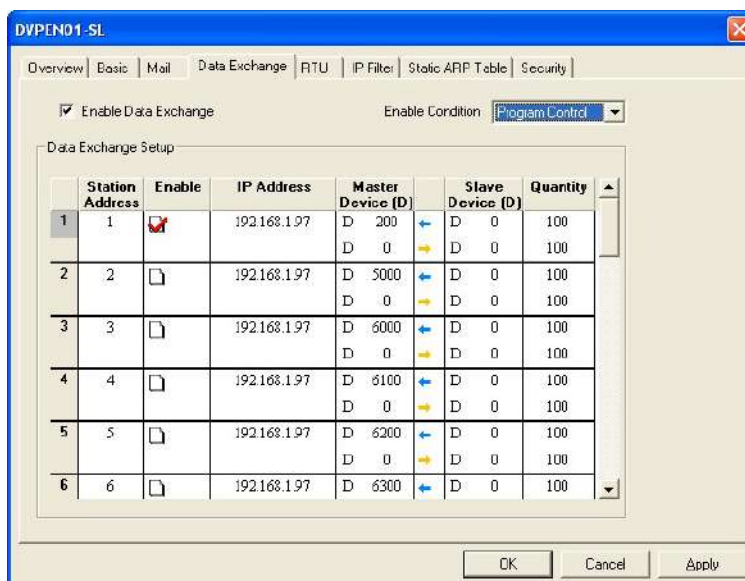 DVPEN01-SL
Overview Basic Mail Data Exchange RTU IP Filter Static ARP Table Security
Enable Data Exchange Enable Condition Program Control
Data Exchange Setup
Station Address Enable IP Address Master Device (D) Slave Device (D) Quantity
1 1 192.168.1.97 D 200 D 0 100
D 0 D 0 100
2 2 192.168.1.97 D 5000 D 0 100
D 0 D 0 100
3 3 192.168.1.97 D 6000 D 0 100
D 0 D 0 100
4 4 192.168.1.97 D 6100 D 0 100
D 0 D 0 100
5 5 192.168.1.97 D 6200 D 0 100
D 0 D 0 100
6 6 192.168.1.97 D 6300 D 0 100
OK Cancel Apply